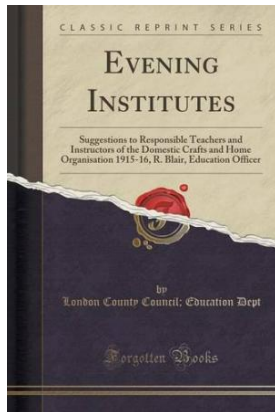 CLASSIC REPRINT SERIES
EVENING
INSTITUTES
Suggestions to Responsible Teachers and
Instructors of the Domestic Crafts and Home
Organisation 1915-16, R. Blair, Education Officer
by
London County Council; Education Dept
Forgotten Books